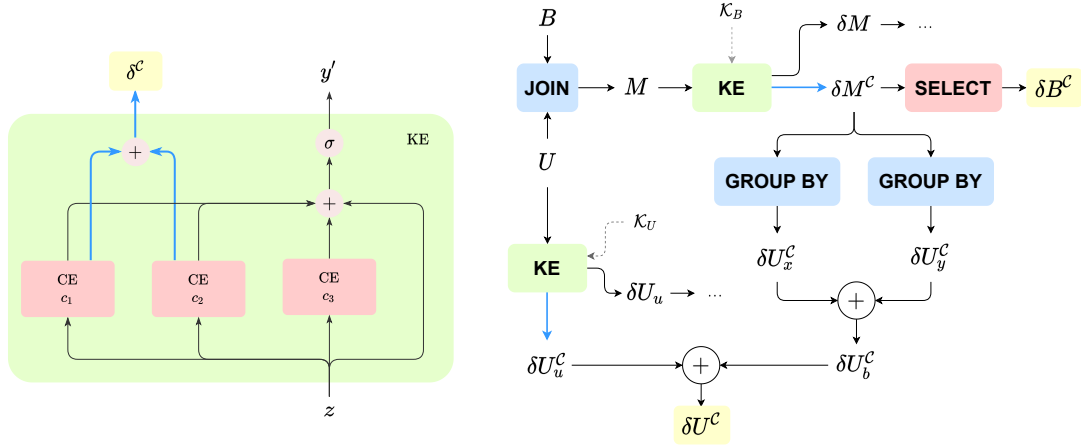 δ^𝒞
y′
KE
+
σ
+
CE
c₁
CE
c₂
CE
c₃
z
B
𝒦_B
δM
...
JOIN
M
KE
δM^𝒞
SELECT
δB^𝒞
U
GROUP BY
GROUP BY
𝒦_U
KE
δU_x^𝒞
δU_y^𝒞
δU_u
...
+
δU_u^𝒞
+
δU_b^𝒞
δU^𝒞